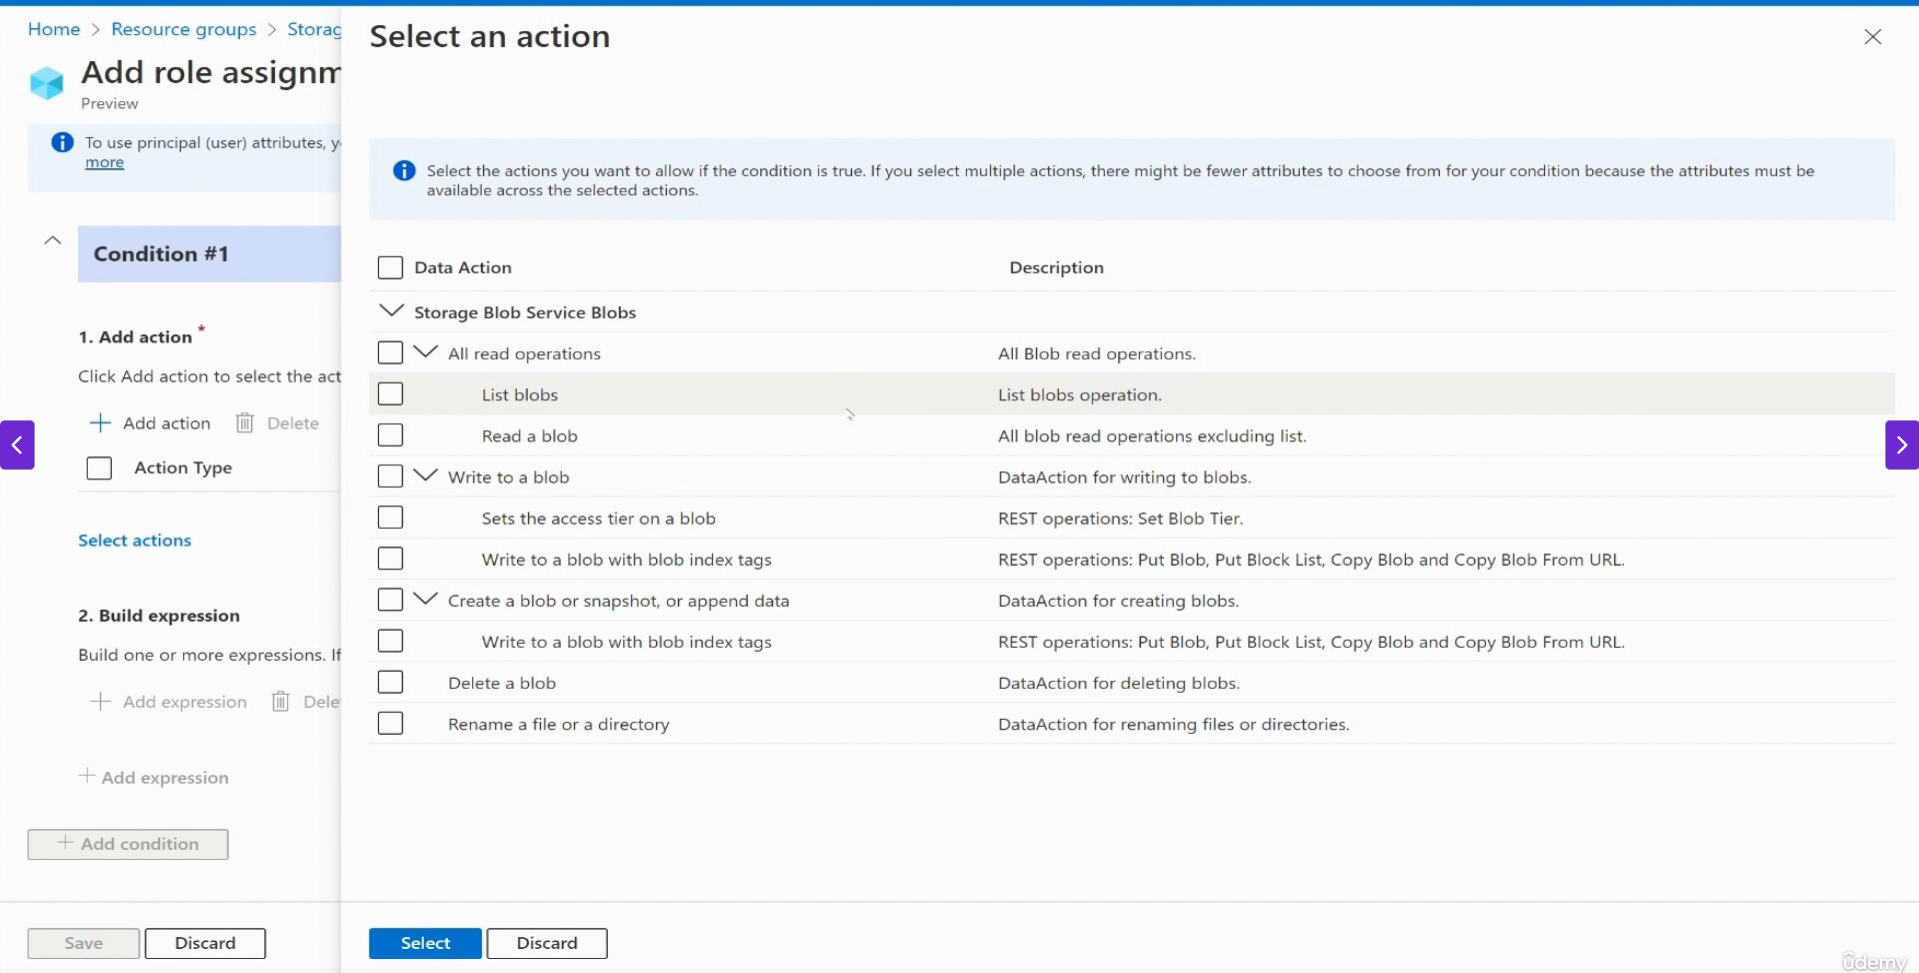 Home > Resource groups > Storag
Add role assignm
Preview
To use principal (user) attributes, y
more
Condition #1
1. Add action *
Click Add action to select the act
+ Add action Delete
Action Type
Select actions
2. Build expression
Build one or more expressions. If
+ Add expression Dele
+ Add expression
+ Add condition
Save Discard
Select an action
Select the actions you want to allow if the condition is true. If you select multiple actions, there might be fewer attributes to choose from for your condition because the attributes must be
available across the selected actions.
Data Action Description
Storage Blob Service Blobs
All read operations All Blob read operations.
List blobs List blobs operation.
Read a blob All blob read operations excluding list.
Write to a blob DataAction for writing to blobs.
Sets the access tier on a blob REST operations: Set Blob Tier.
Write to a blob with blob index tags REST operations: Put Blob, Put Block List, Copy Blob and Copy Blob From URL.
Create a blob or snapshot, or append data DataAction for creating blobs.
Write to a blob with blob index tags REST operations: Put Blob, Put Block List, Copy Blob and Copy Blob From URL.
Delete a blob DataAction for deleting blobs.
Rename a file or a directory DataAction for renaming files or directories.
Select Discard
ûdemy